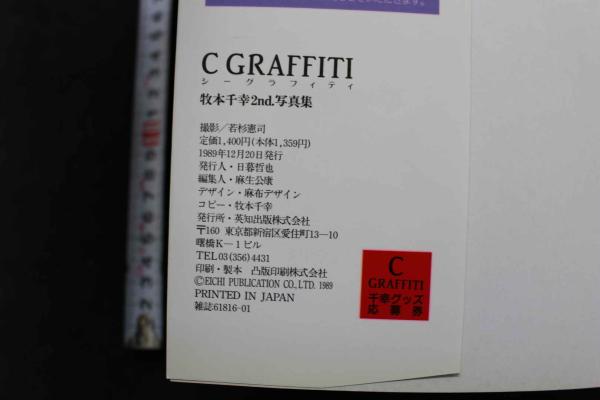 C GRAFFITI
シーグラフィティ
牧本千幸2nd.写真集
撮影／若杉憲司
定価1,400円(本体1,359円)
1989年12月20日発行
発行人・日暮哲也
編集人・麻生公康
デザイン・麻布デザイン
コピー・牧本千幸
発行所・英知出版株式会社
〒160 東京都新宿区愛住町13—10
曙橋K—1ビル
TEL03(356)4431
印刷・製本 凸版印刷株式会社
©EICHI PUBLICATION CO., LTD. 1989
PRINTED IN JAPAN
雑誌61816-01
C
GRAFFITI
千幸グッズ
応募券